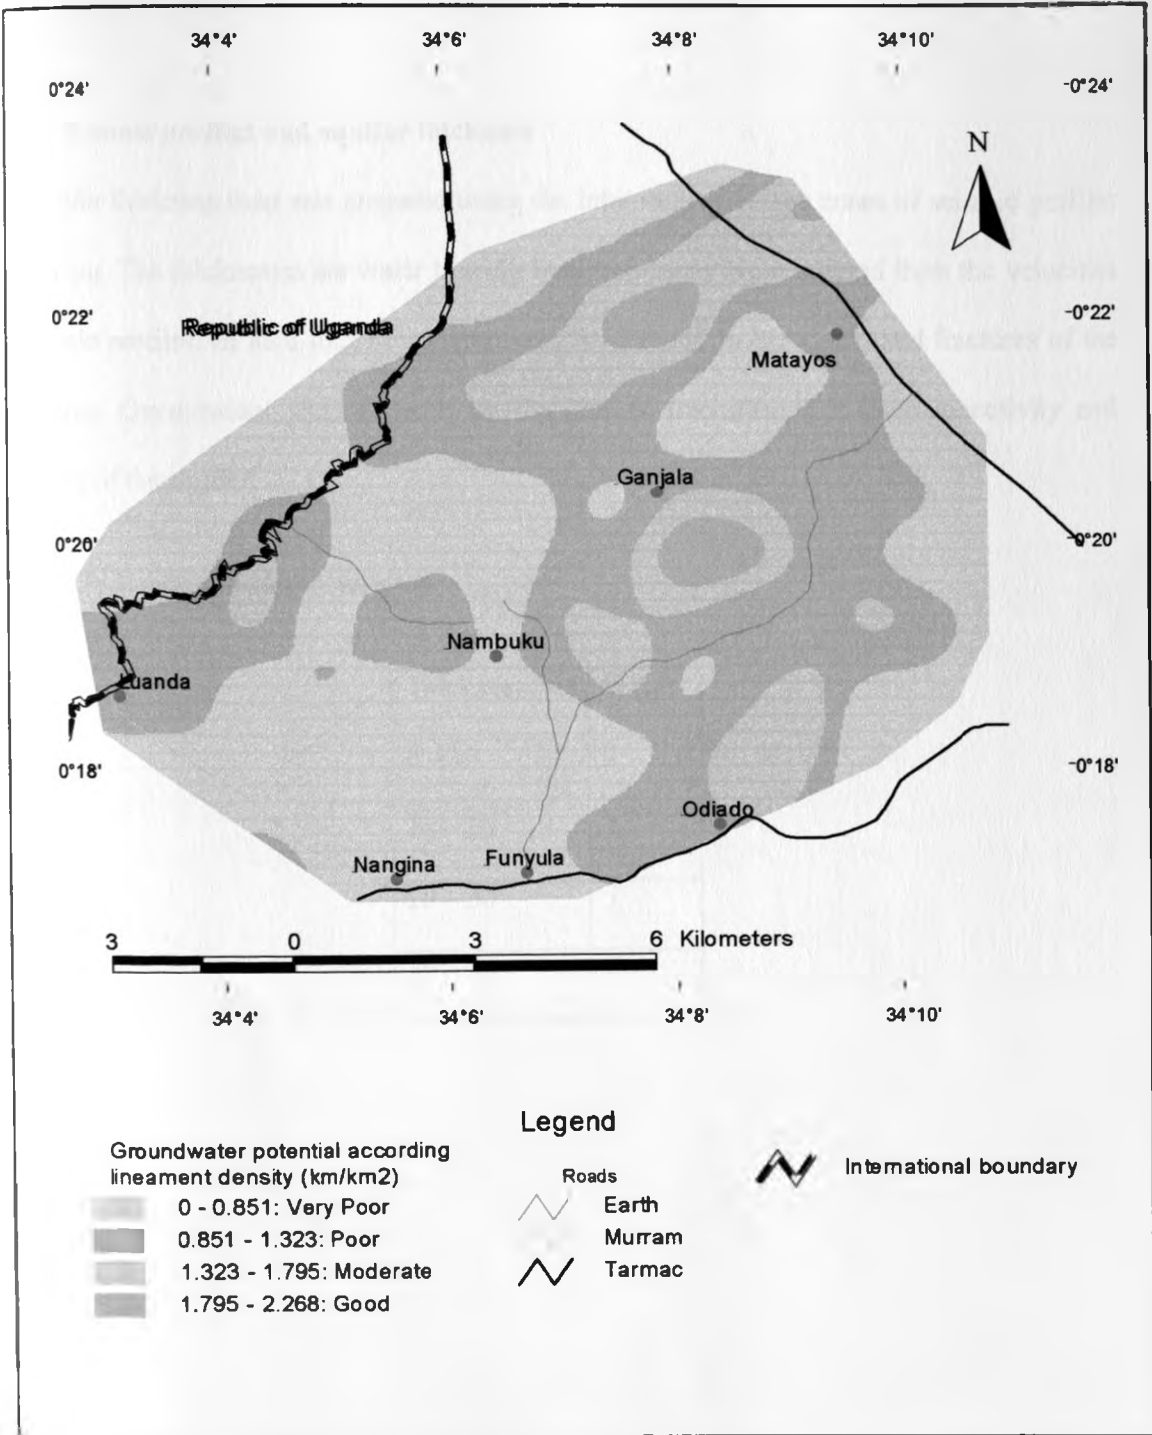 34°4' 34°6' 34°8' 34°10'
0°24' 0°24'
N
0°22' Republic of Uganda 0°22'
Matayos
Ganjala
0°20' 0°20'
Nambuku
Luanda
0°18' 0°18'
Odiado
Nangina Funyula
3 0 3 6 Kilometers
34°4' 34°6' 34°8' 34°10'
Legend
Groundwater potential according
lineament density (km/km2)
0 - 0.851: Very Poor
0.851 - 1.323: Poor
1.323 - 1.795: Moderate
1.795 - 2.268: Good
Roads
Earth
Murram
Tarmac
International boundary